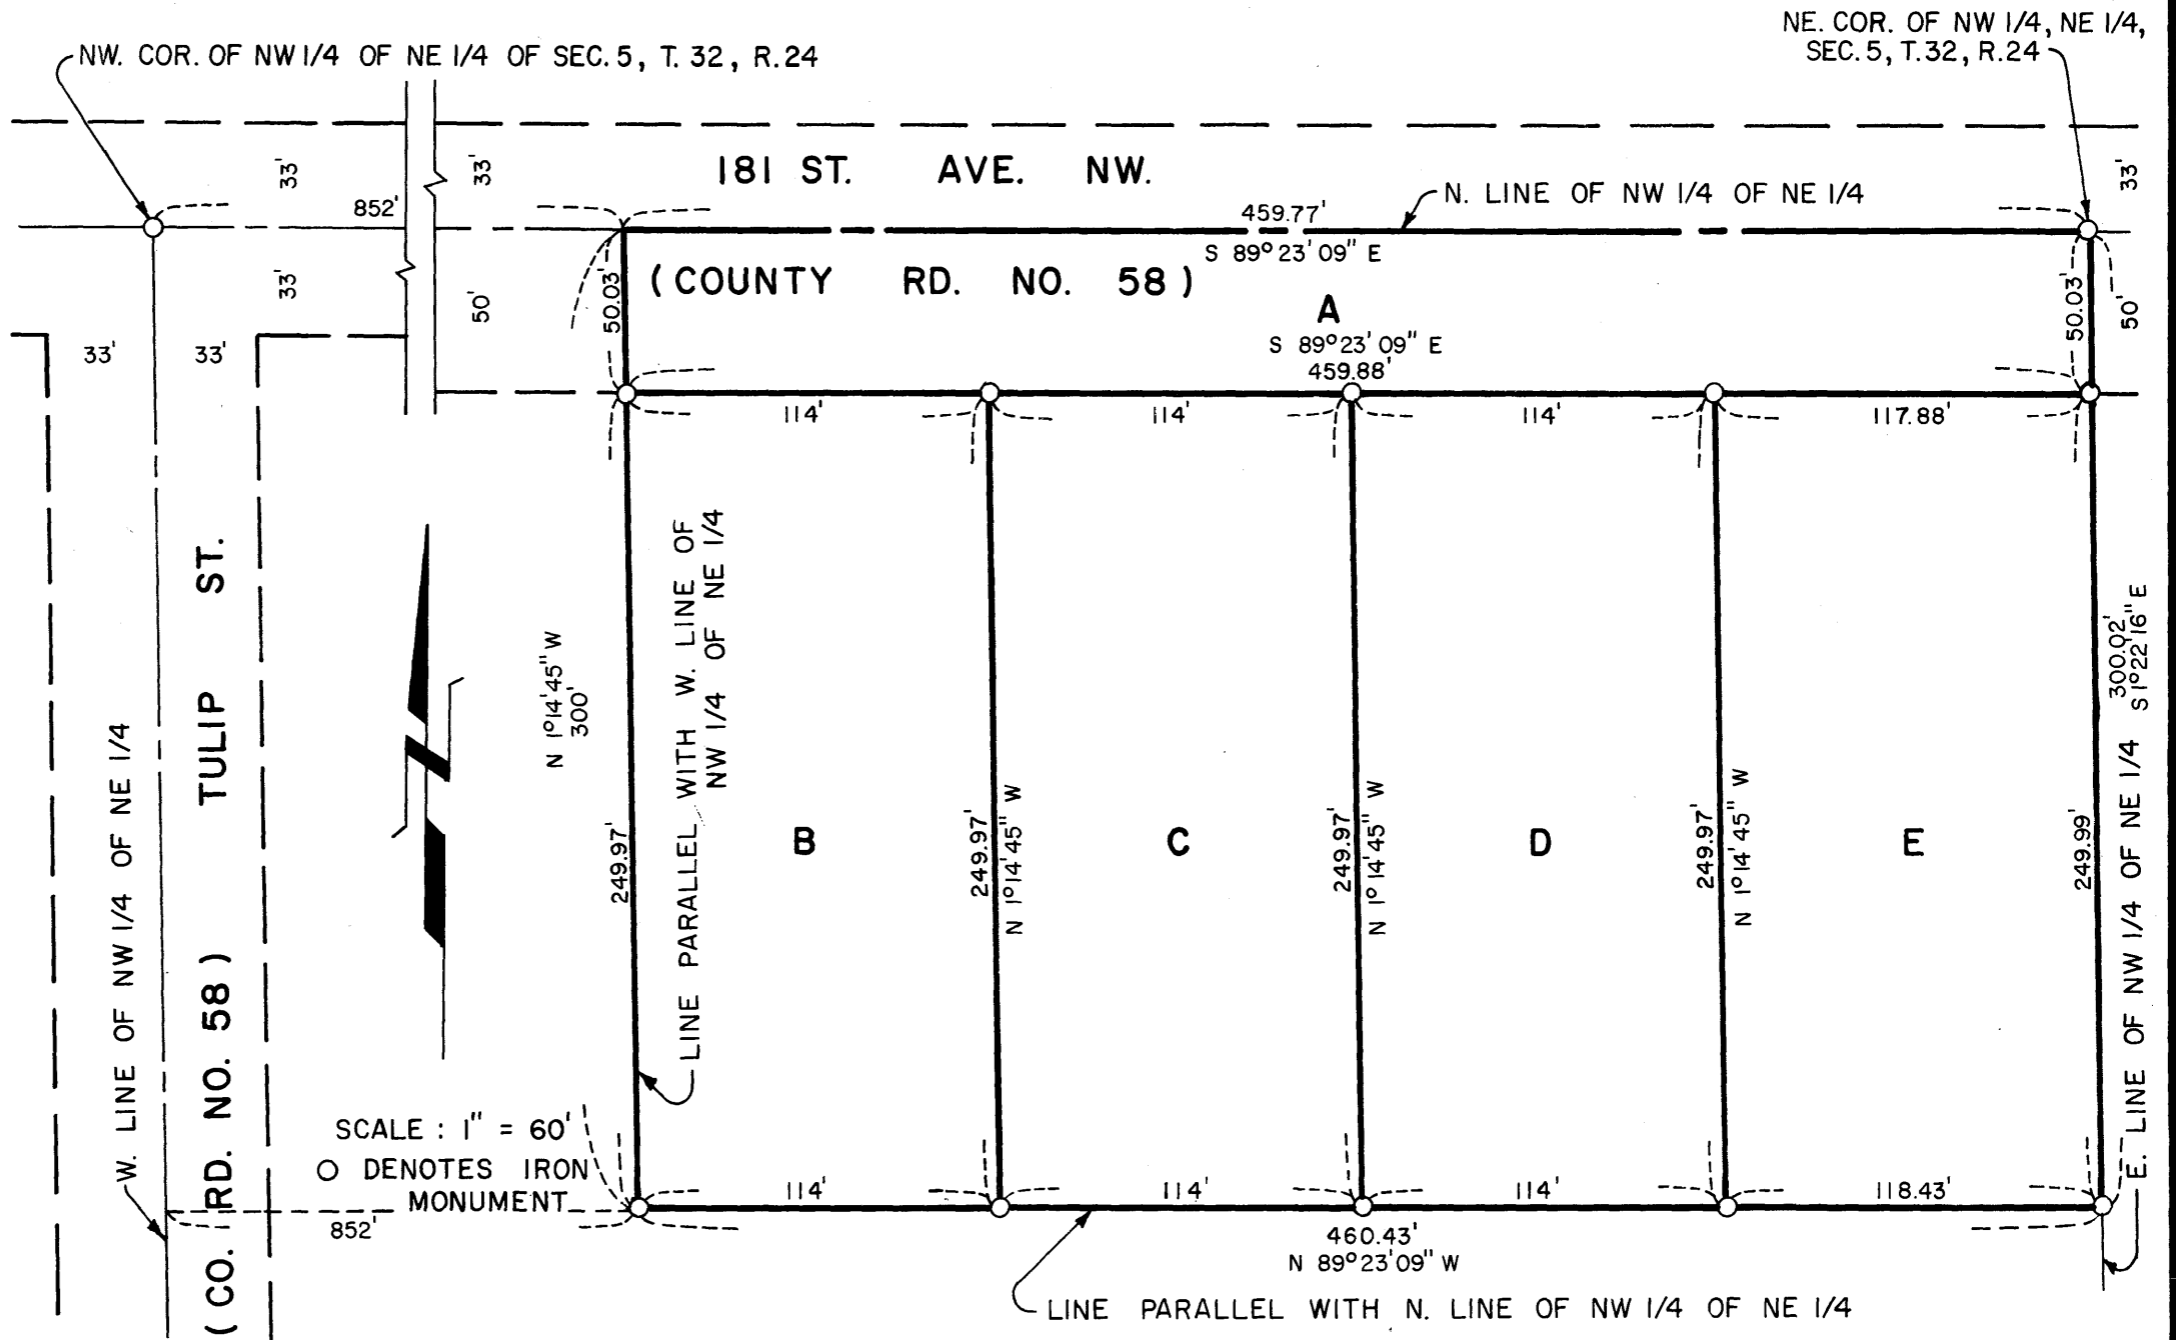 NE. COR. OF NW 1/4, NE 1/4,
SEC. 5, T. 32, R. 24
NW. COR. OF NW 1/4 OF NE 1/4 OF SEC. 5, T. 32, R. 24
33'
33'
181 ST. AVE. NW.
33'
N. LINE OF NW 1/4 OF NE 1/4
852'
459.77'
S 89° 23' 09" E
(COUNTY RD. NO. 58)
33'
50'
50.03'
50.03'
50'
A
S 89° 23' 09" E
459.88'
33'
33'
114'
114'
114'
117.88'
TULIP ST.
(CO. RD. NO. 58)
W. LINE OF NW 1/4 OF NE 1/4
N 1° 14' 45" W
300'
LINE PARALLEL WITH W. LINE OF
NW 1/4 OF NE 1/4
300.02'
S 1° 22' 16" E
B
C
D
E
249.97'
249.97'
N 1° 14' 45" W
249.97'
N 1° 14' 45" W
249.97'
N 1° 14' 45" W
249.99'
E. LINE OF NW 1/4 OF NE 1/4
SCALE : 1" = 60'
O DENOTES IRON
MONUMENT
114'
114'
114'
118.43'
852'
460.43'
N 89° 23' 09" W
LINE PARALLEL WITH N. LINE OF NW 1/4 OF NE 1/4